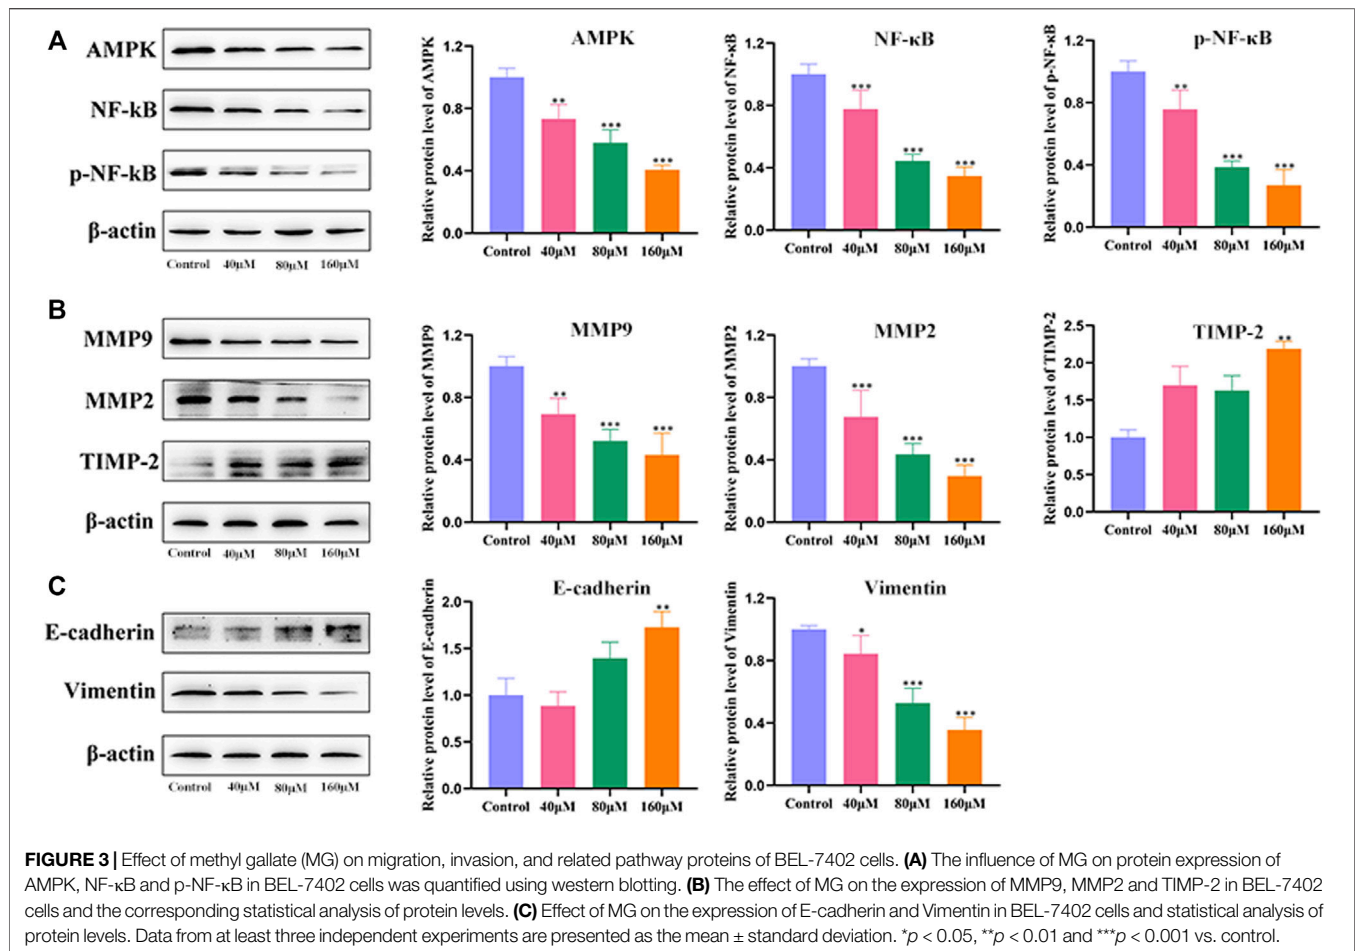 A
AMPK
NF-kB
p-NF-kB
β-actin
Control 40μM 80μM 160μM
AMPK
Relative protein level of AMPK
1.2
0.8
0.4
0.0
**
***
***
Control 40μM 80μM 160μM
NF-κB
Relative protein level of NF-κB
1.2
0.8
0.4
0.0
***
***
***
Control 40μM 80μM 160μM
p-NF-κB
Relative protein level of p-NF-κB
1.2
0.8
0.4
0.0
**
***
***
Control 40μM 80μM 160μM
B
MMP9
MMP2
TIMP-2
β-actin
Control 40μM 80μM 160μM
MMP9
Relative protein level of MMP9
1.2
0.8
0.4
0.0
**
***
***
Control 40μM 80μM 160μM
MMP2
Relative protein level of MMP2
1.2
0.8
0.4
0.0
***
***
***
Control 40μM 80μM 160μM
TIMP-2
Relative protein level of TIMP-2
2.5
2.0
1.5
1.0
0.5
0.0
**
Control 40μM 80μM 160μM
C
E-cadherin
Vimentin
β-actin
Control 40μM 80μM 160μM
E-cadherin
Relative protein level of E-cadherin
2.0
1.5
1.0
0.5
0.0
**
Control 40μM 80μM 160μM
Vimentin
Relative protein level of Vimentin
1.2
0.8
0.4
0.0
*
***
***
Control 40μM 80μM 160μM
FIGURE 3 | Effect of methyl gallate (MG) on migration, invasion, and related pathway proteins of BEL-7402 cells. (A) The influence of MG on protein expression of
AMPK, NF-κB and p-NF-κB in BEL-7402 cells was quantified using western blotting. (B) The effect of MG on the expression of MMP9, MMP2 and TIMP-2 in BEL-7402
cells and the corresponding statistical analysis of protein levels. (C) Effect of MG on the expression of E-cadherin and Vimentin in BEL-7402 cells and statistical analysis of
protein levels. Data from at least three independent experiments are presented as the mean ± standard deviation. *p < 0.05, **p < 0.01 and ***p < 0.001 vs. control.